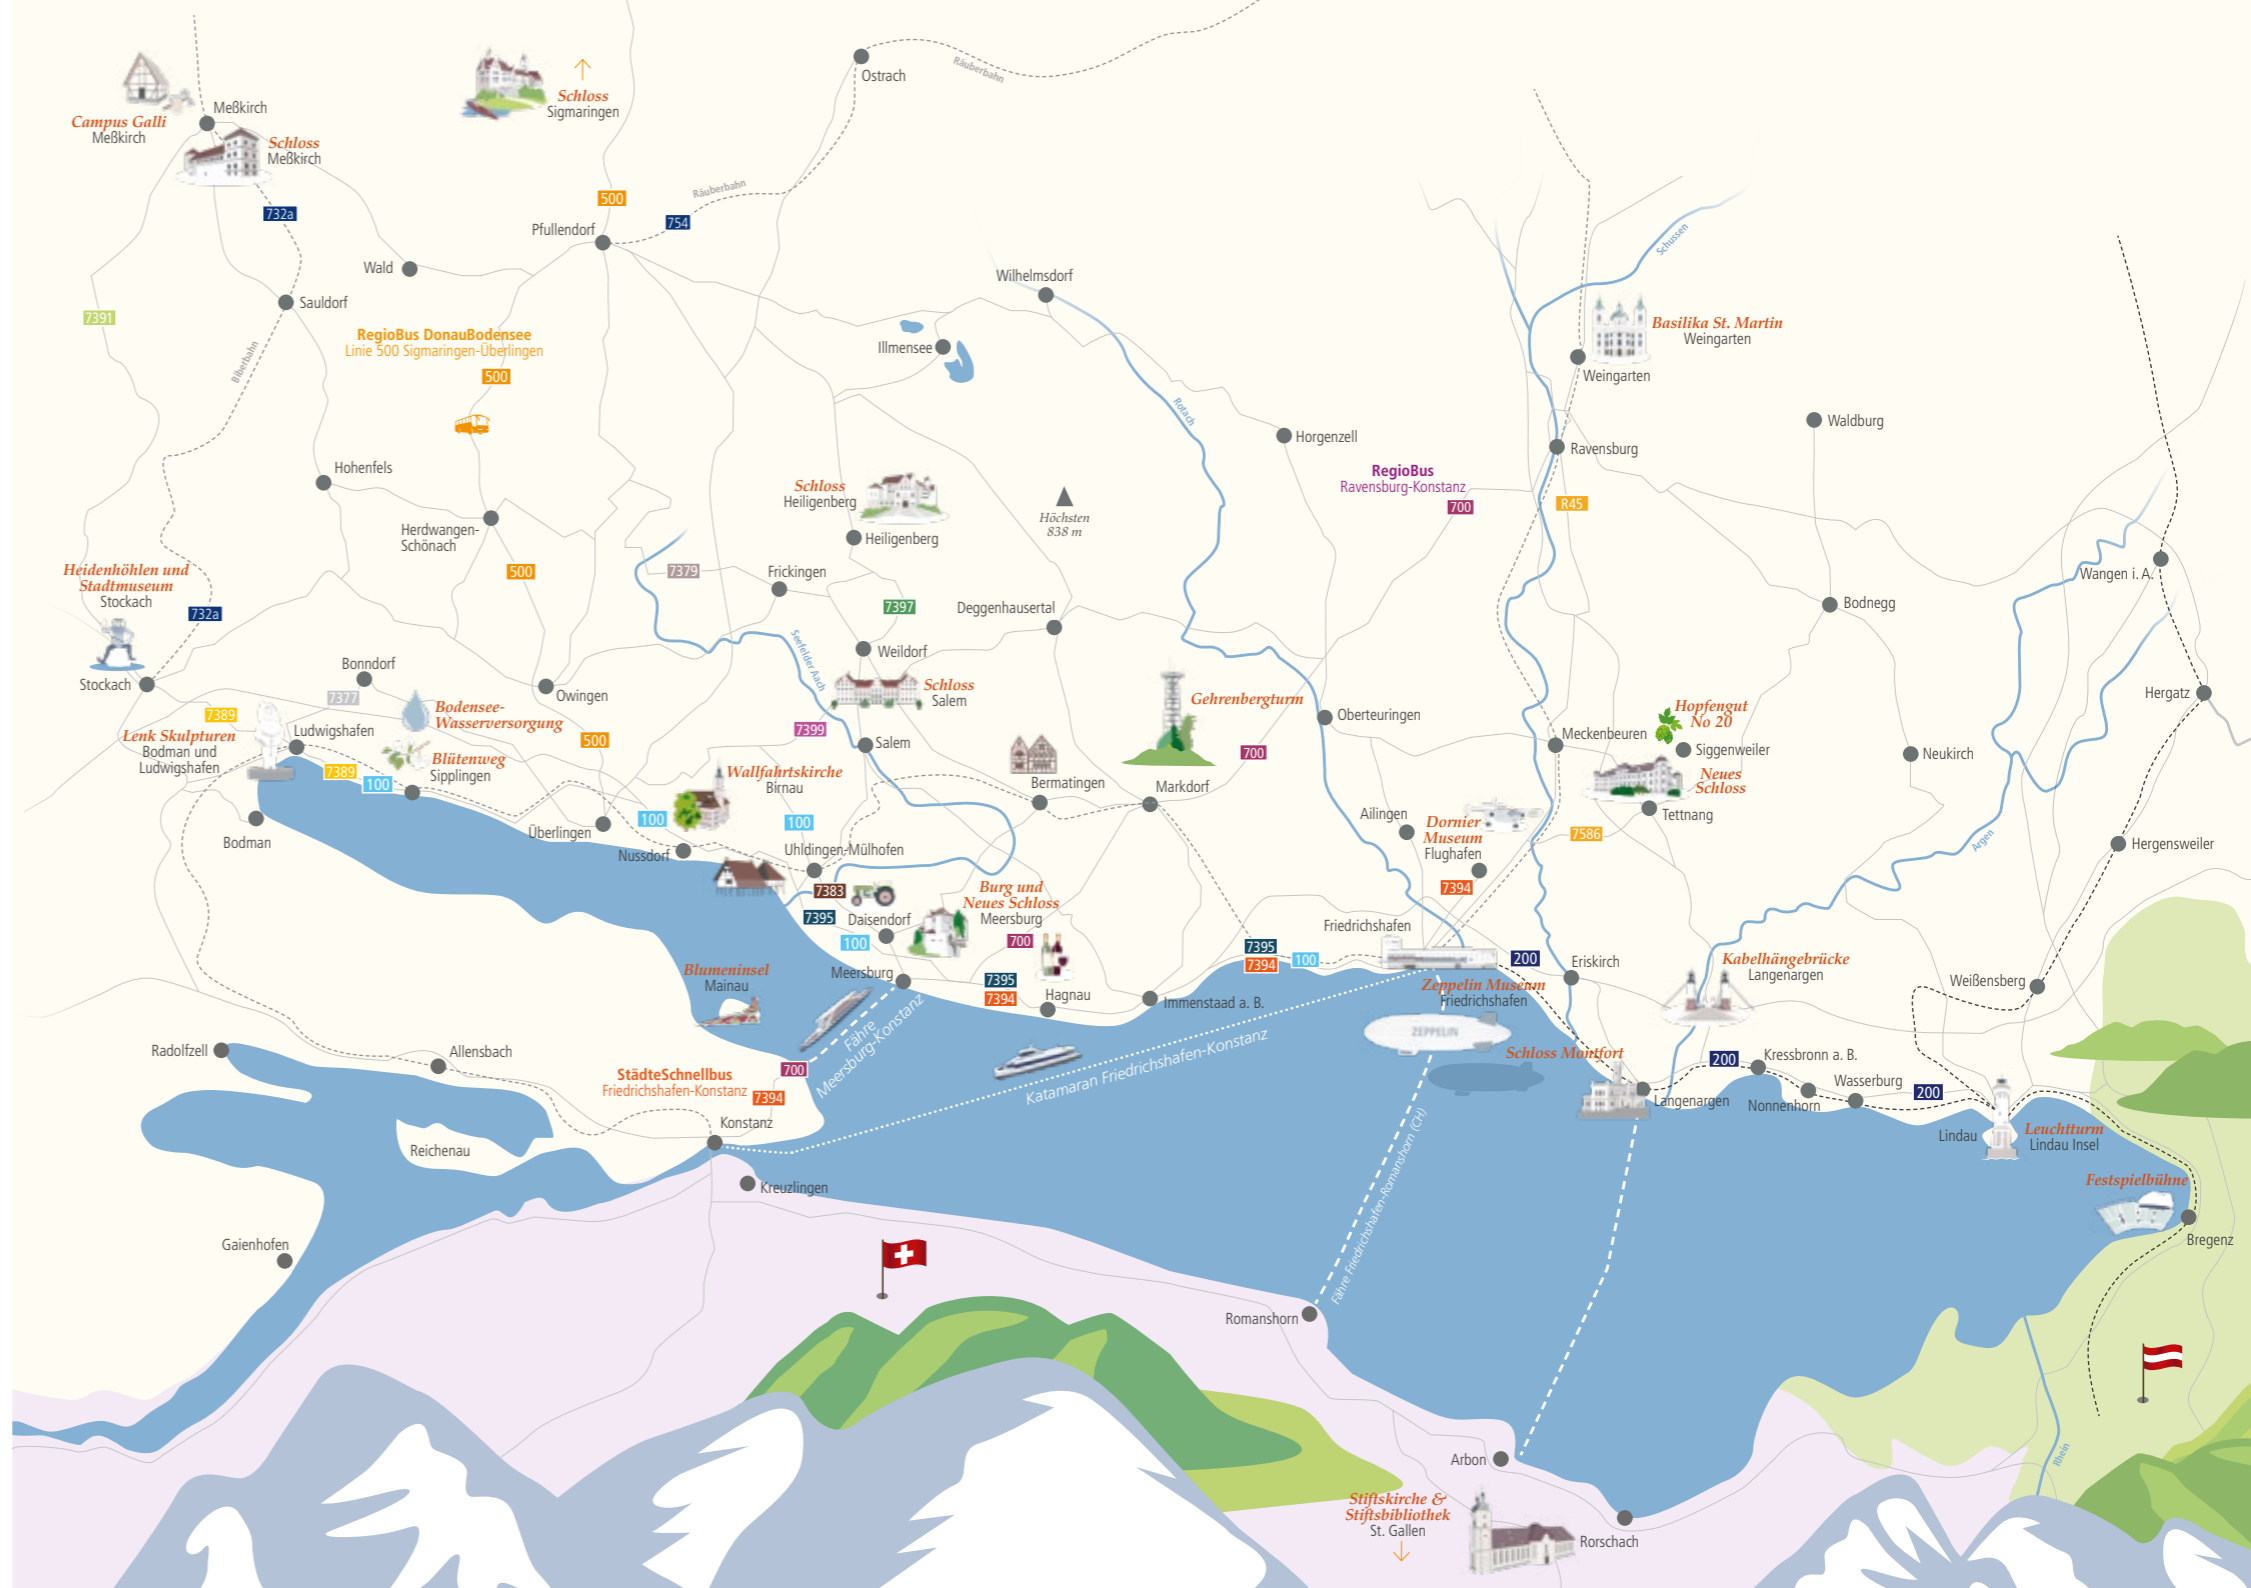 Ostrach
Räuberbahn
Schloss
Sigmaringen
Meßkirch
Campus Galli
Meßkirch
Schloss
Meßkirch
732a
500
Räuberbahn
754
Pfullendorf
Wald
Sauldorf
7391
Biberbahn
RegioBus DonauBodensee
Linie 500 Sigmaringen-Überlingen
500
Wilhelmsdorf
Illmensee
Rotach
Schussen
Basilika St. Martin
Weingarten
Weingarten
Waldburg
Horgenzell
Ravensburg
RegioBus
Ravensburg-Konstanz
700
R45
Hohenfels
Herdwangen-
Schönach
500
Schloss
Heiligenberg
Heiligenberg
Höchsten
838 m
7379
Frickingen
7397
Deggenhausertal
Heidenhöhlen und
Stadtmuseum
Stockach
732a
Stockach
Bonndorf
7377
Bodensee-
Wasserversorgung
Owingen
Seefelder Aach
Weildorf
Schloss
Salem
7399
Salem
Gehrenbergturm
Oberteuringen
700
Wangen i. A.
Bodnegg
Hergatz
Meckenbeuren
Hopfengut
No 20
Siggenweiler
Neukirch
Neues
Schloss
Tettnang
7586
7389
Lenk Skulpturen
Bodman und
Ludwigshafen
Ludwigshafen
7389
100
Blütenweg
Sipplingen
500
Bodman
Überlingen
100
Nussdorf
Wallfahrtskirche
Birnau
100
Uhldingen-Mülhofen
Bermatingen
Markdorf
Ailingen
Dornier
Museum
Flughafen
7394
Argen
Hergensweiler
7383
7395
Daisendorf
100
Burg und
Neues Schloss
Meersburg
700
Meersburg
7395
7394
Hagnau
Immenstaad a. B.
7395
7394
100
Friedrichshafen
200
Eriskirch
Zeppelin Museum
Friedrichshafen
ZEPPELIN
Kabelhängebrücke
Langenargen
Weißensberg
Blumeninsel
Mainau
Fähre
Meersburg-Konstanz
Katamaran Friedrichshafen-Konstanz
Schloss Montfort
Langenargen
200
Kressbronn a. B.
Nonnenhorn
Wasserburg
200
Lindau
Leuchtturm
Lindau Insel
Festspielbühne
Bregenz
Radolfzell
Allensbach
StädteSchnellbus
Friedrichshafen-Konstanz
700
7394
Konstanz
Reichenau
Kreuzlingen
Gaienhofen
Fähre Friedrichshafen-Romanshorn (CH)
Romanshorn
Arbon
Stiftskirche &
Stiftsbibliothek
St. Gallen
Rorschach
Rhein